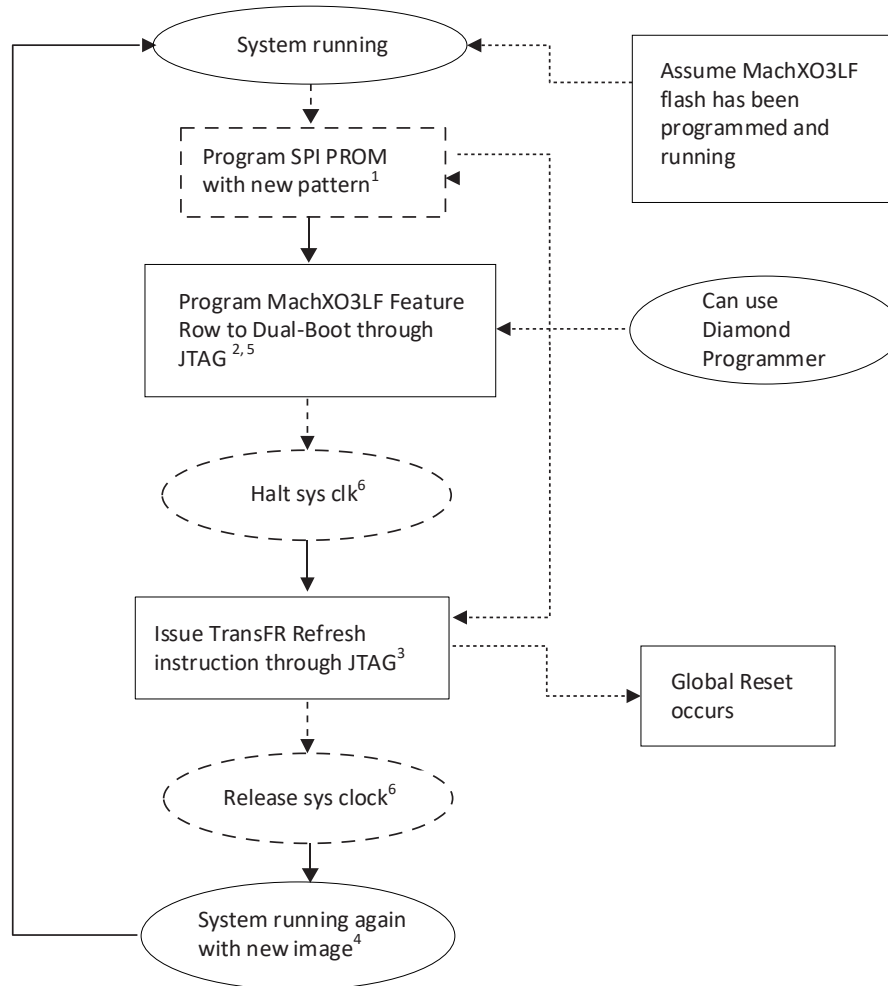 System running
Assume MachXO3LF
flash has been
programmed and
running
Program SPI PROM
with new pattern1
Program MachXO3LF Feature
Row to Dual-Boot through
JTAG 2, 5
Can use
Diamond
Programmer
Halt sys clk6
Issue TransFR Refresh
instruction through JTAG3
Global Reset
occurs
Release sys clock6
System running again
with new image4